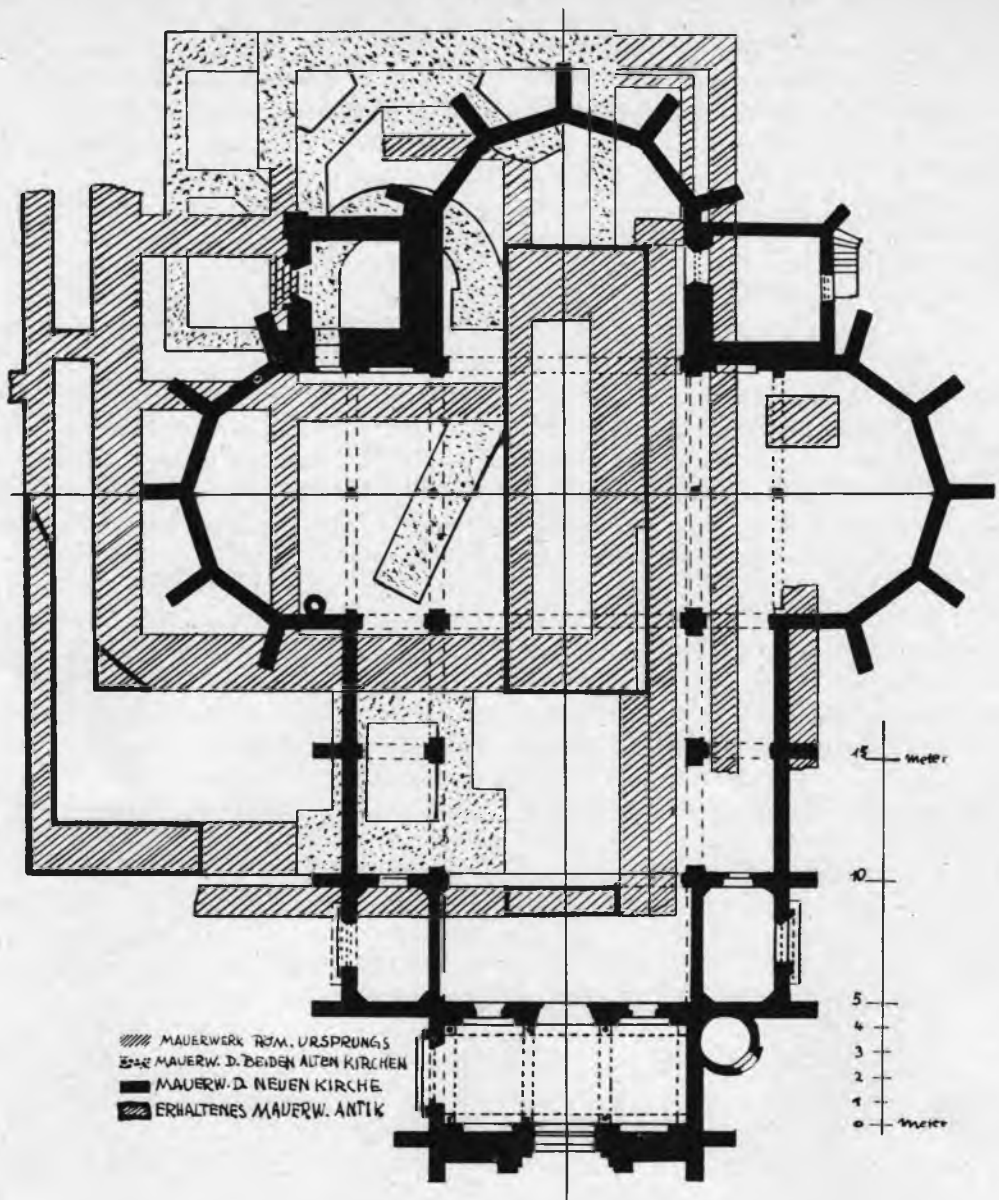 15 meter
10
5
4
3
2
1
0 meter
MAUERWERK RÖM. URSPRUNGS
MAUERW. D. BEIDEN ALTEN KIRCHEN
MAUERW. D. NEUEN KIRCHE
ERHALTENES MAUERW. ANTIK